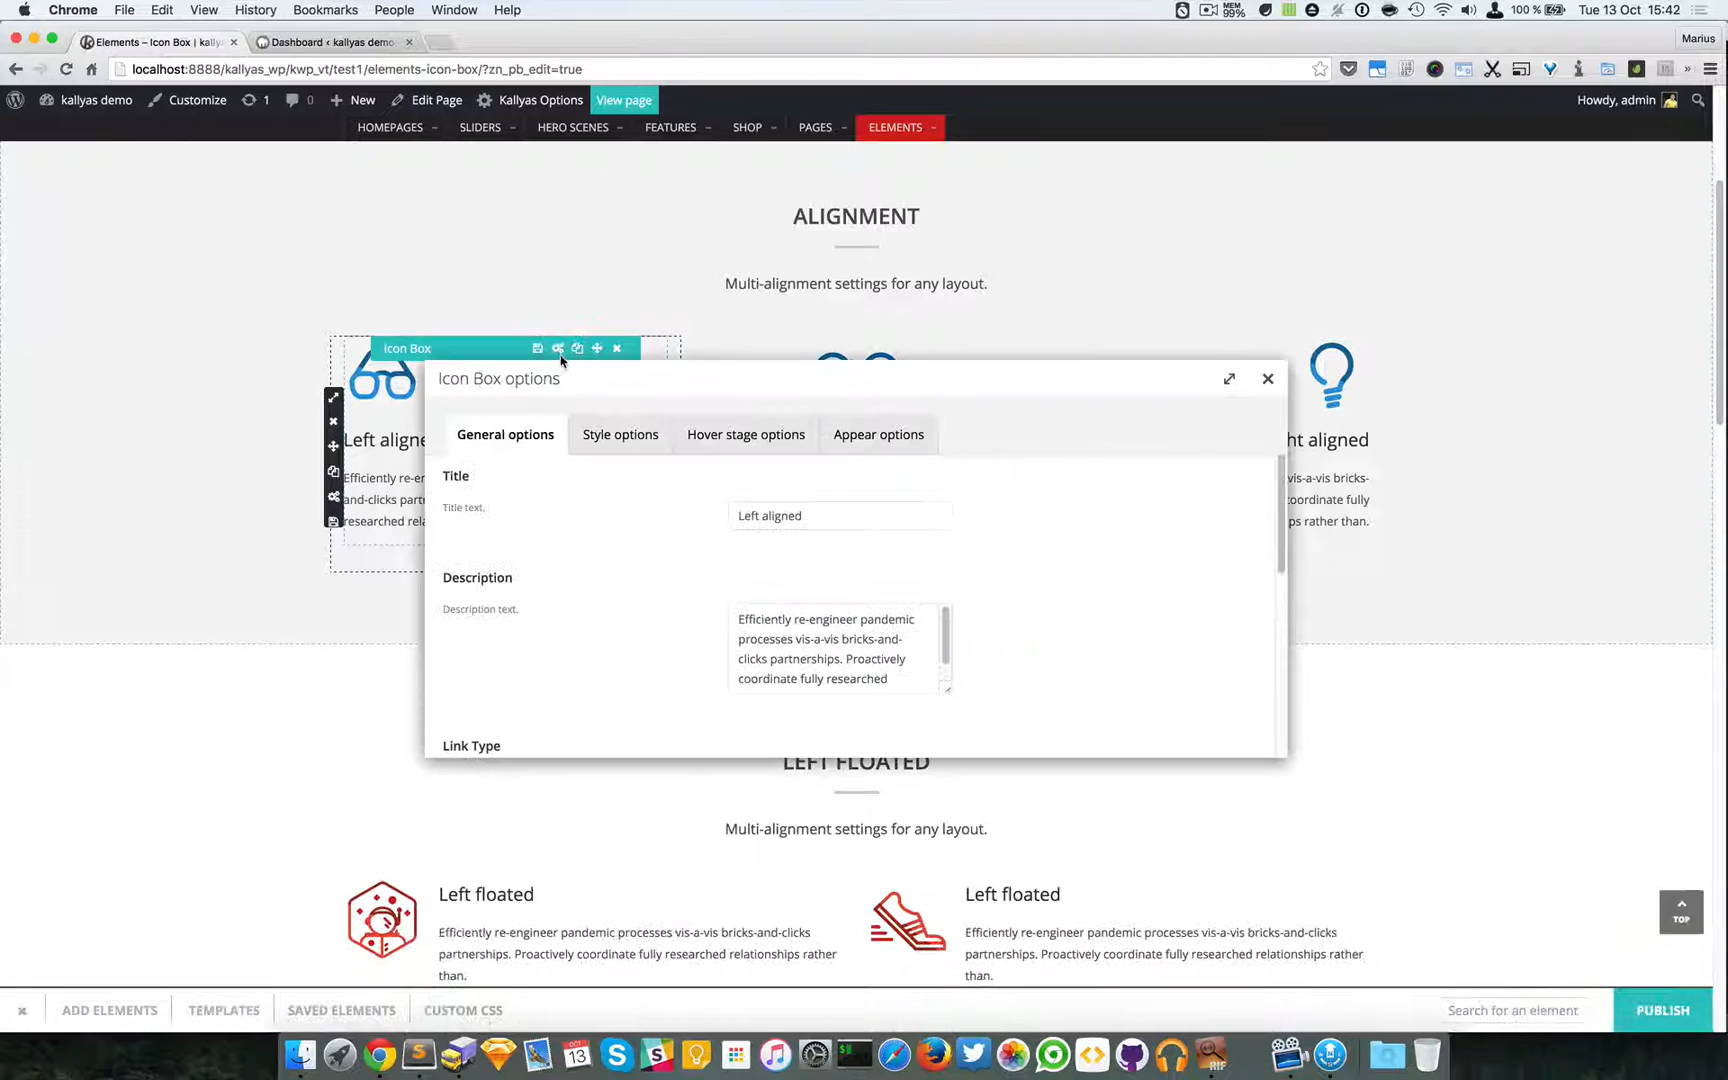 Chrome File Edit View History Bookmarks People Window Help
MEM 99% 100 % Tue 13 Oct 15:42
Elements – Icon Box | kally
Dashboard ‹ kallyas demo
Marius
localhost:8888/kallyas_wp/kwp_vt/test1/elements-icon-box/?zn_pb_edit=true
kallyas demo Customize 1 0 New Edit Page Kallyas Options View page Howdy, admin
HOMEPAGES SLIDERS HERO SCENES FEATURES SHOP PAGES ELEMENTS
ALIGNMENT
Multi-alignment settings for any layout.
Icon Box
Icon Box options
General options Style options Hover stage options Appear options
Left aligne
Efficiently re-er
and-clicks part
researched rela
ht aligned
vis-a-vis bricks-
oordinate fully
ps rather than.
Title
Title text.
Left aligned
Description
Description text.
Efficiently re-engineer pandemic
processes vis-a-vis bricks-and-
clicks partnerships. Proactively
coordinate fully researched
Link Type
LEFT FLOATED
Multi-alignment settings for any layout.
Left floated
Efficiently re-engineer pandemic processes vis-a-vis bricks-and-clicks
partnerships. Proactively coordinate fully researched relationships rather
than.
Left floated
Efficiently re-engineer pandemic processes vis-a-vis bricks-and-clicks
partnerships. Proactively coordinate fully researched relationships rather
than.
TOP
ADD ELEMENTS TEMPLATES SAVED ELEMENTS CUSTOM CSS Search for an element PUBLISH
13
RIF